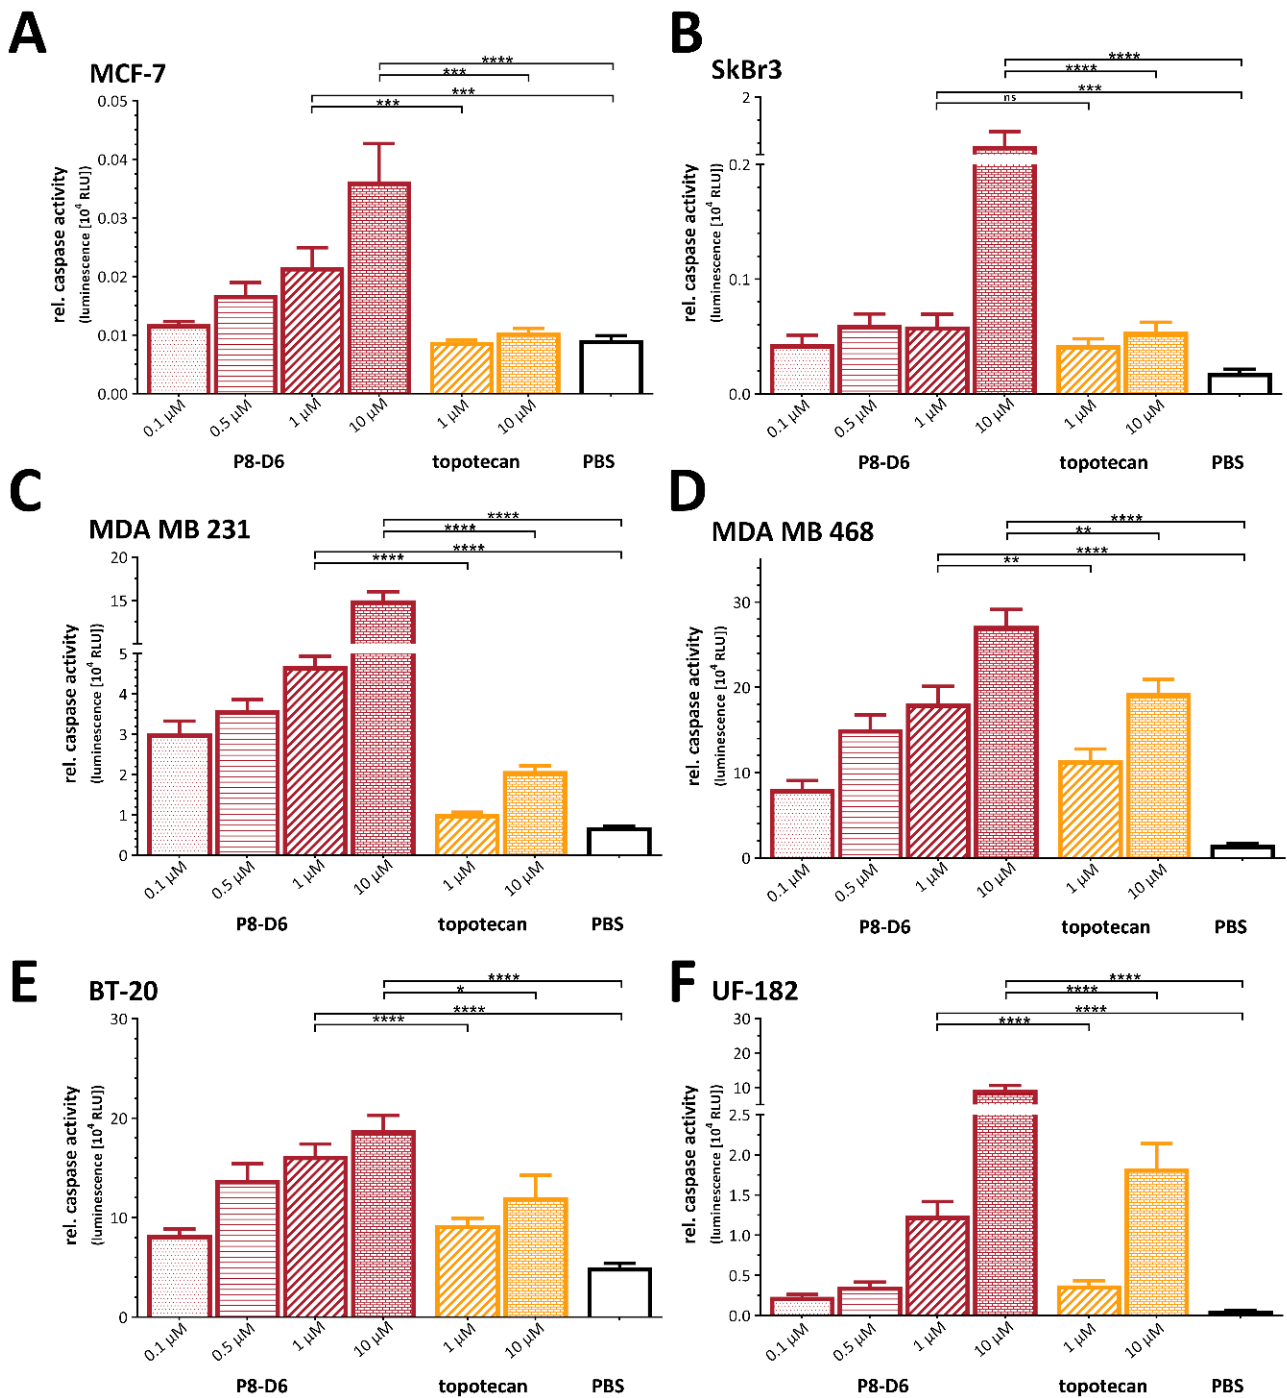 A
MCF-7
****
***
***
***
rel. caspase activity
(luminescence [10⁴ RLU])
0.05
0.04
0.03
0.02
0.01
0.00
0.1 µM
0.5 µM
1 µM
10 µM
1 µM
10 µM
P8-D6
topotecan
PBS
B
SkBr3
****
****
***
ns
rel. caspase activity
(luminescence [10⁴ RLU])
2
0.2
0.1
0.0
0.1 µM
0.5 µM
1 µM
10 µM
1 µM
10 µM
P8-D6
topotecan
PBS
C
MDA MB 231
****
****
****
****
rel. caspase activity
(luminescence [10⁴ RLU])
20
15
5
4
3
2
1
0
0.1 µM
0.5 µM
1 µM
10 µM
1 µM
10 µM
P8-D6
topotecan
PBS
D
MDA MB 468
****
**
****
**
rel. caspase activity
(luminescence [10⁴ RLU])
30
20
10
0
0.1 µM
0.5 µM
1 µM
10 µM
1 µM
10 µM
P8-D6
topotecan
PBS
E
BT-20
****
*
****
****
rel. caspase activity
(luminescence [10⁴ RLU])
30
20
10
0
0.1 µM
0.5 µM
1 µM
10 µM
1 µM
10 µM
P8-D6
topotecan
PBS
F
UF-182
****
****
****
****
rel. caspase activity
(luminescence [10⁴ RLU])
30
20
10
2.5
2.0
1.5
1.0
0.5
0.0
0.1 µM
0.5 µM
1 µM
10 µM
1 µM
10 µM
P8-D6
topotecan
PBS